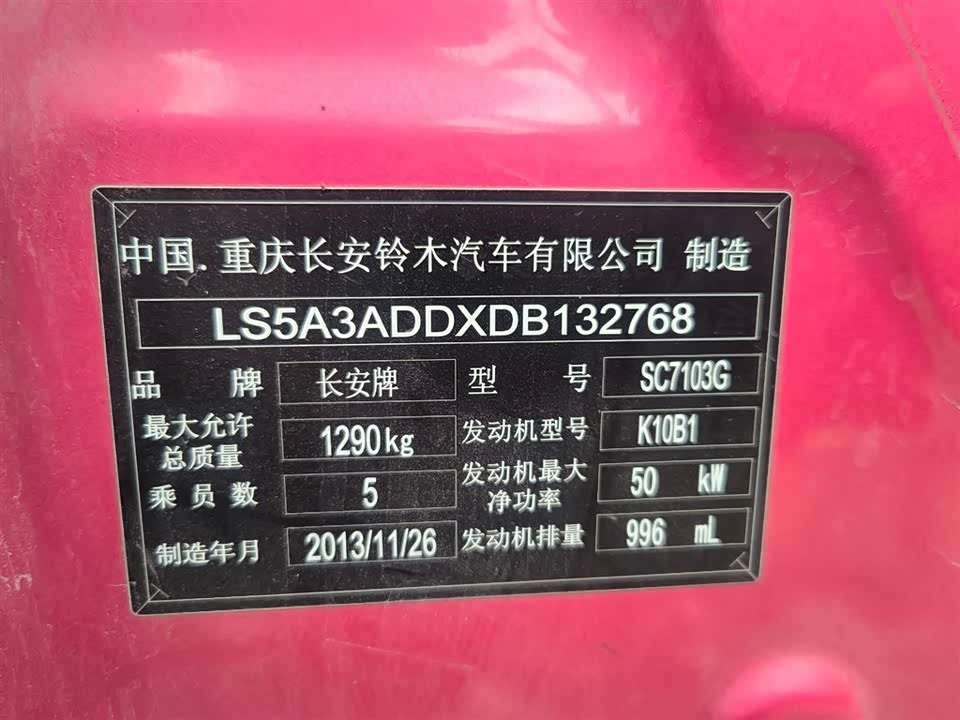 中国.重庆长安铃木汽车有限公司 制造
LS5A3ADDXDB132768
品 牌 长安牌 型 号 SC7103G
最大允许总质量 1290kg 发动机型号 K10B1
乘员数 5 发动机最大净功率 50 kW
制造年月 2013/11/26 发动机排量 996 mL